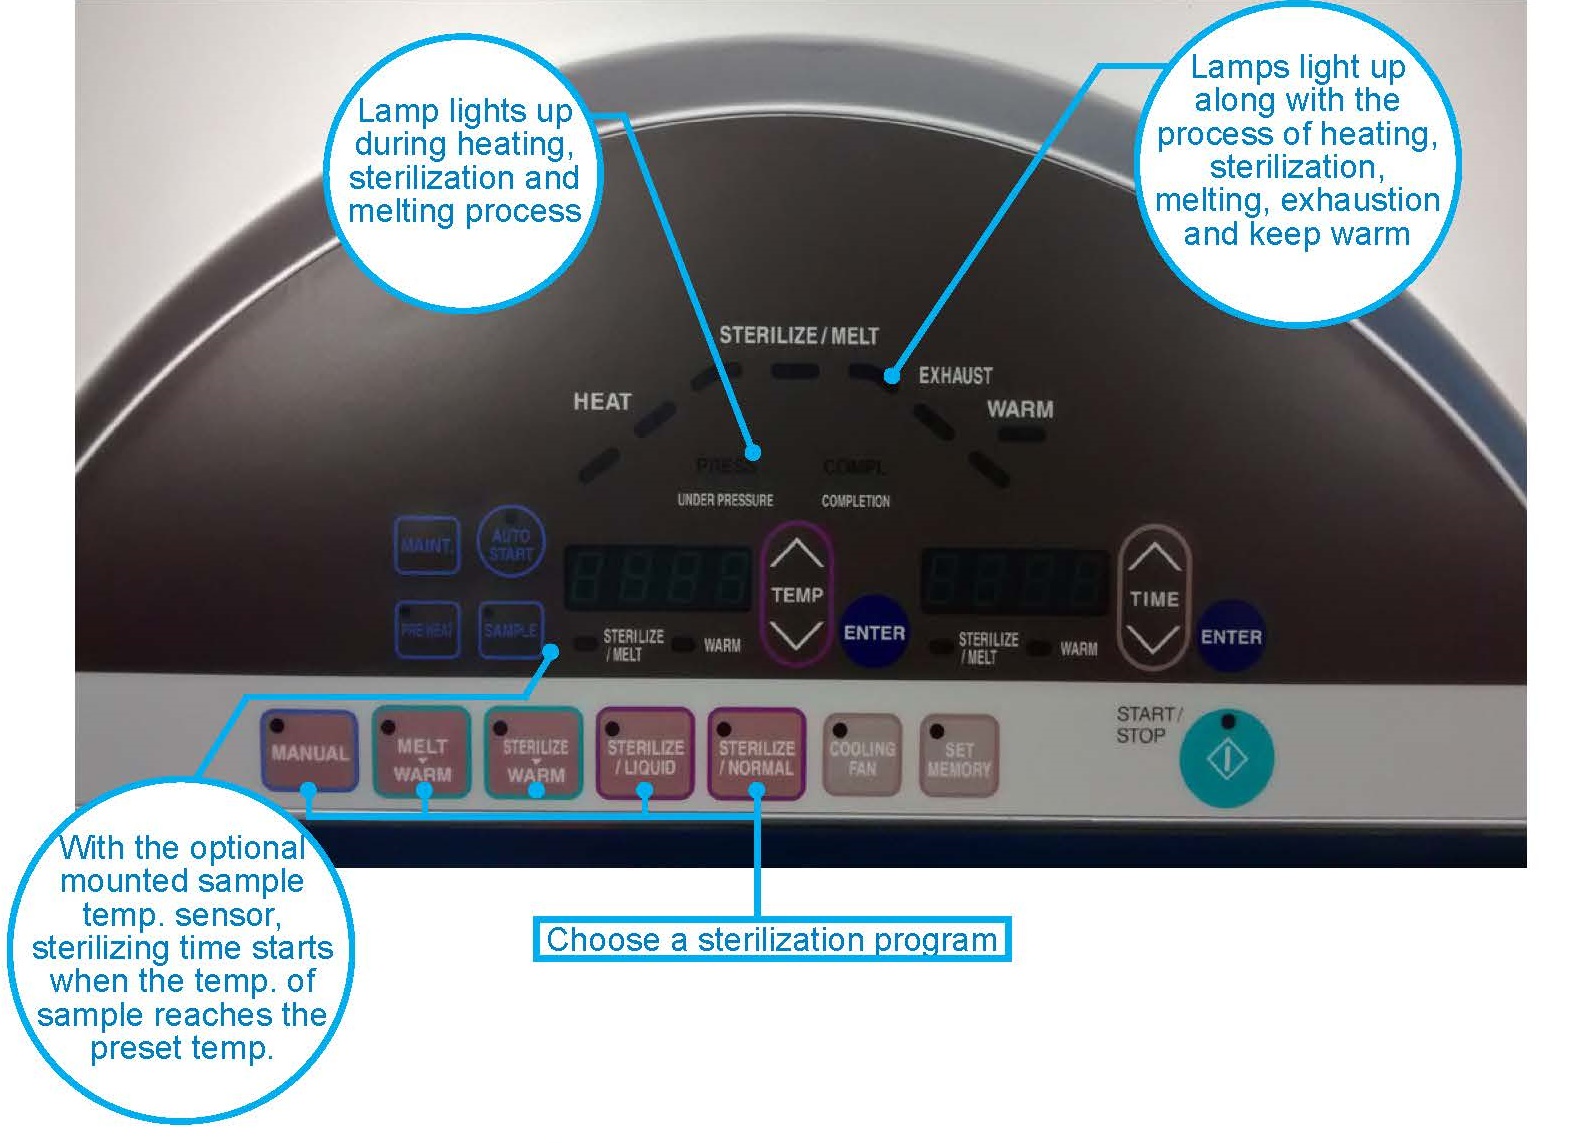 Lamp lights up
during heating,
sterilization and
melting process
Lamps light up
along with the
process of heating,
sterilization,
melting, exhaustion
and keep warm
STERILIZE / MELT
EXHAUST
HEAT
WARM
PRESS
COMPL
UNDER PRESSURE
COMPLETION
MAINT.
AUTO
START
PRE HEAT
SAMPLE
TEMP
ENTER
STERILIZE
/ MELT
WARM
TIME
ENTER
STERILIZE
/ MELT
WARM
MANUAL
MELT
WARM
STERILIZE
WARM
STERILIZE
/ LIQUID
STERILIZE
/ NORMAL
COOLING
FAN
SET
MEMORY
START/
STOP
With the optional
mounted sample
temp. sensor,
sterilizing time starts
when the temp. of
sample reaches the
preset temp.
Choose a sterilization program